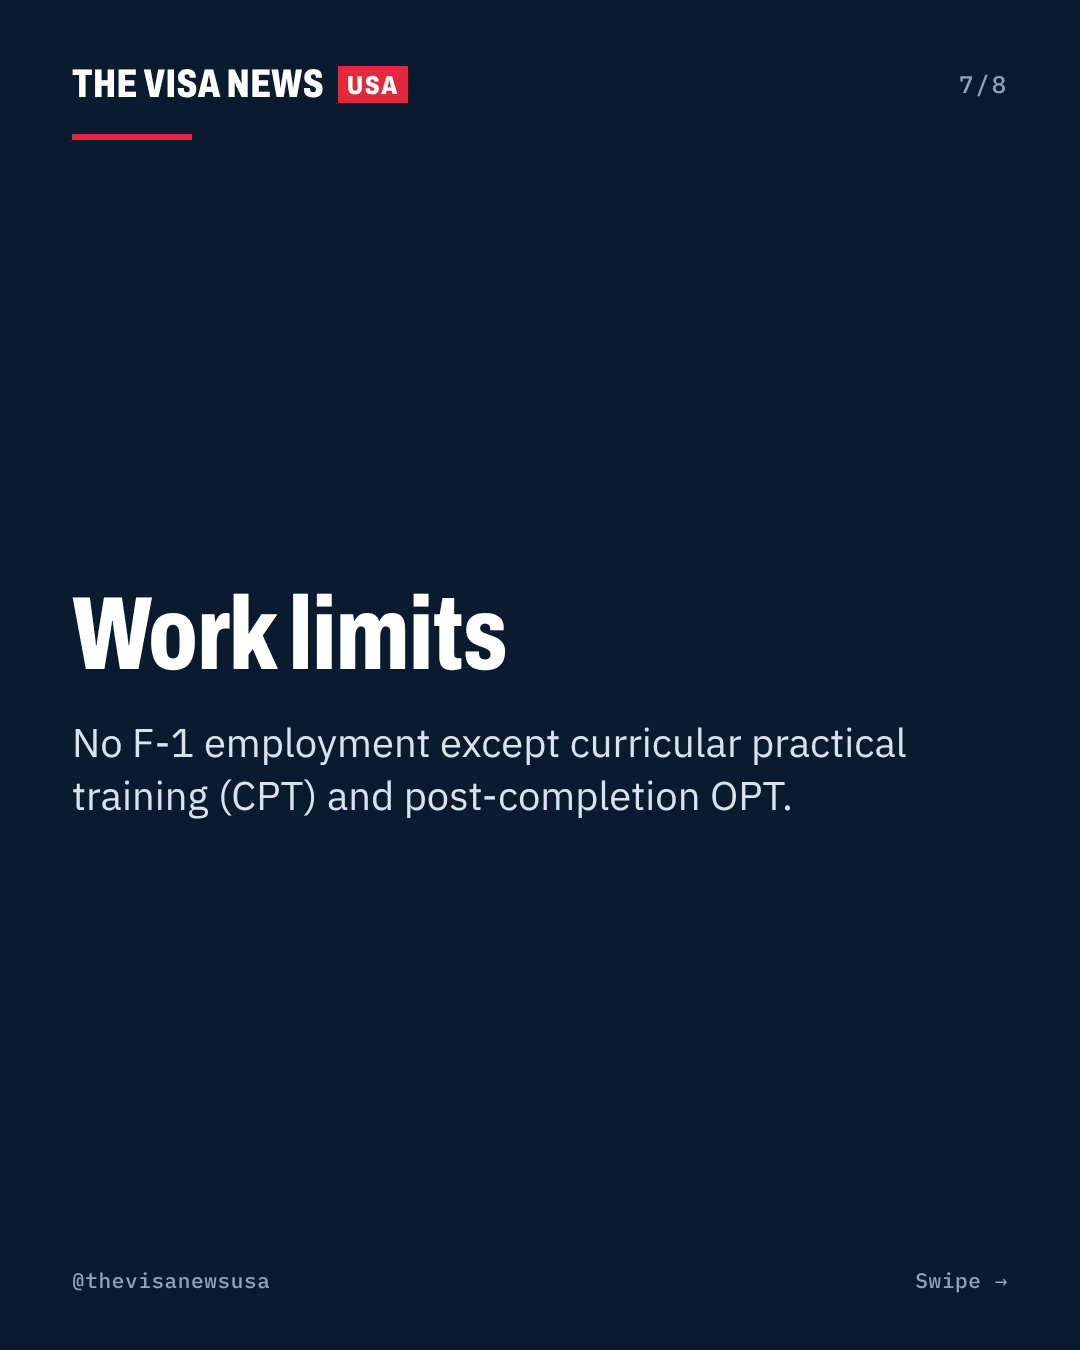 THE VISA NEWS USA
7/8
Work limits
No F-1 employment except curricular practical
training (CPT) and post-completion OPT.
@thevisanewsusa
Swipe →